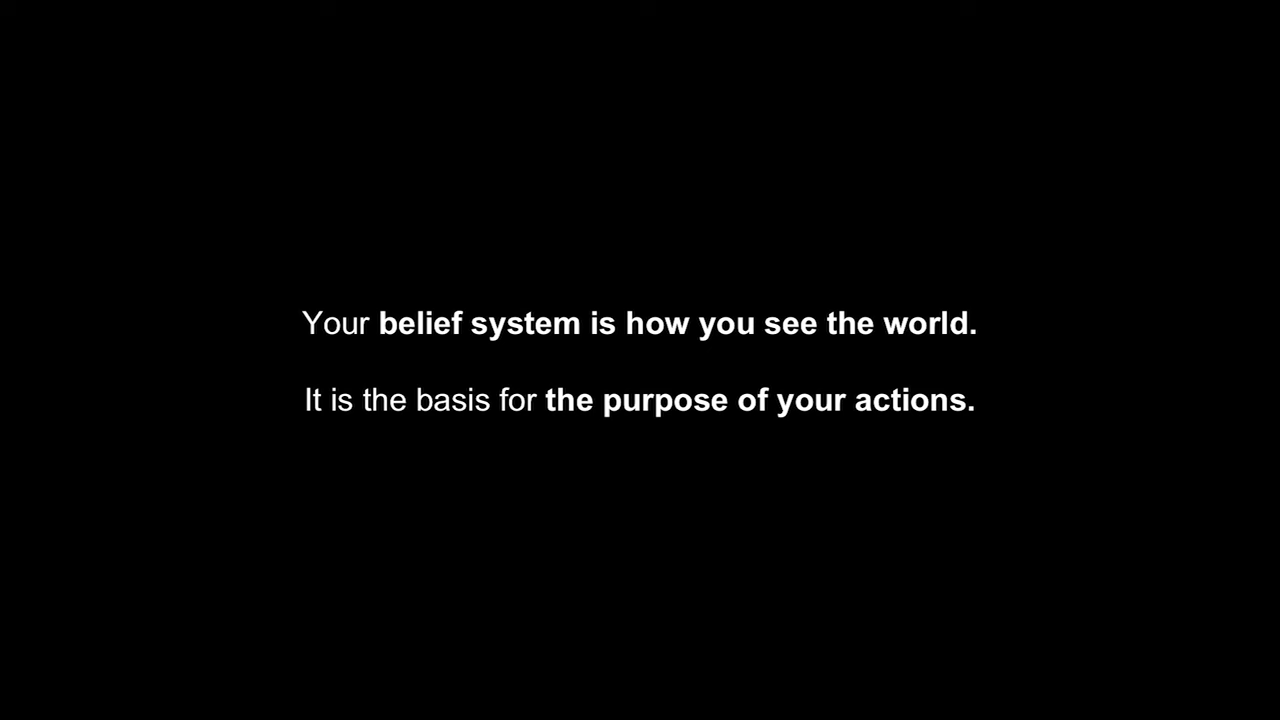 Your belief system is how you see the world.
It is the basis for the purpose of your actions.